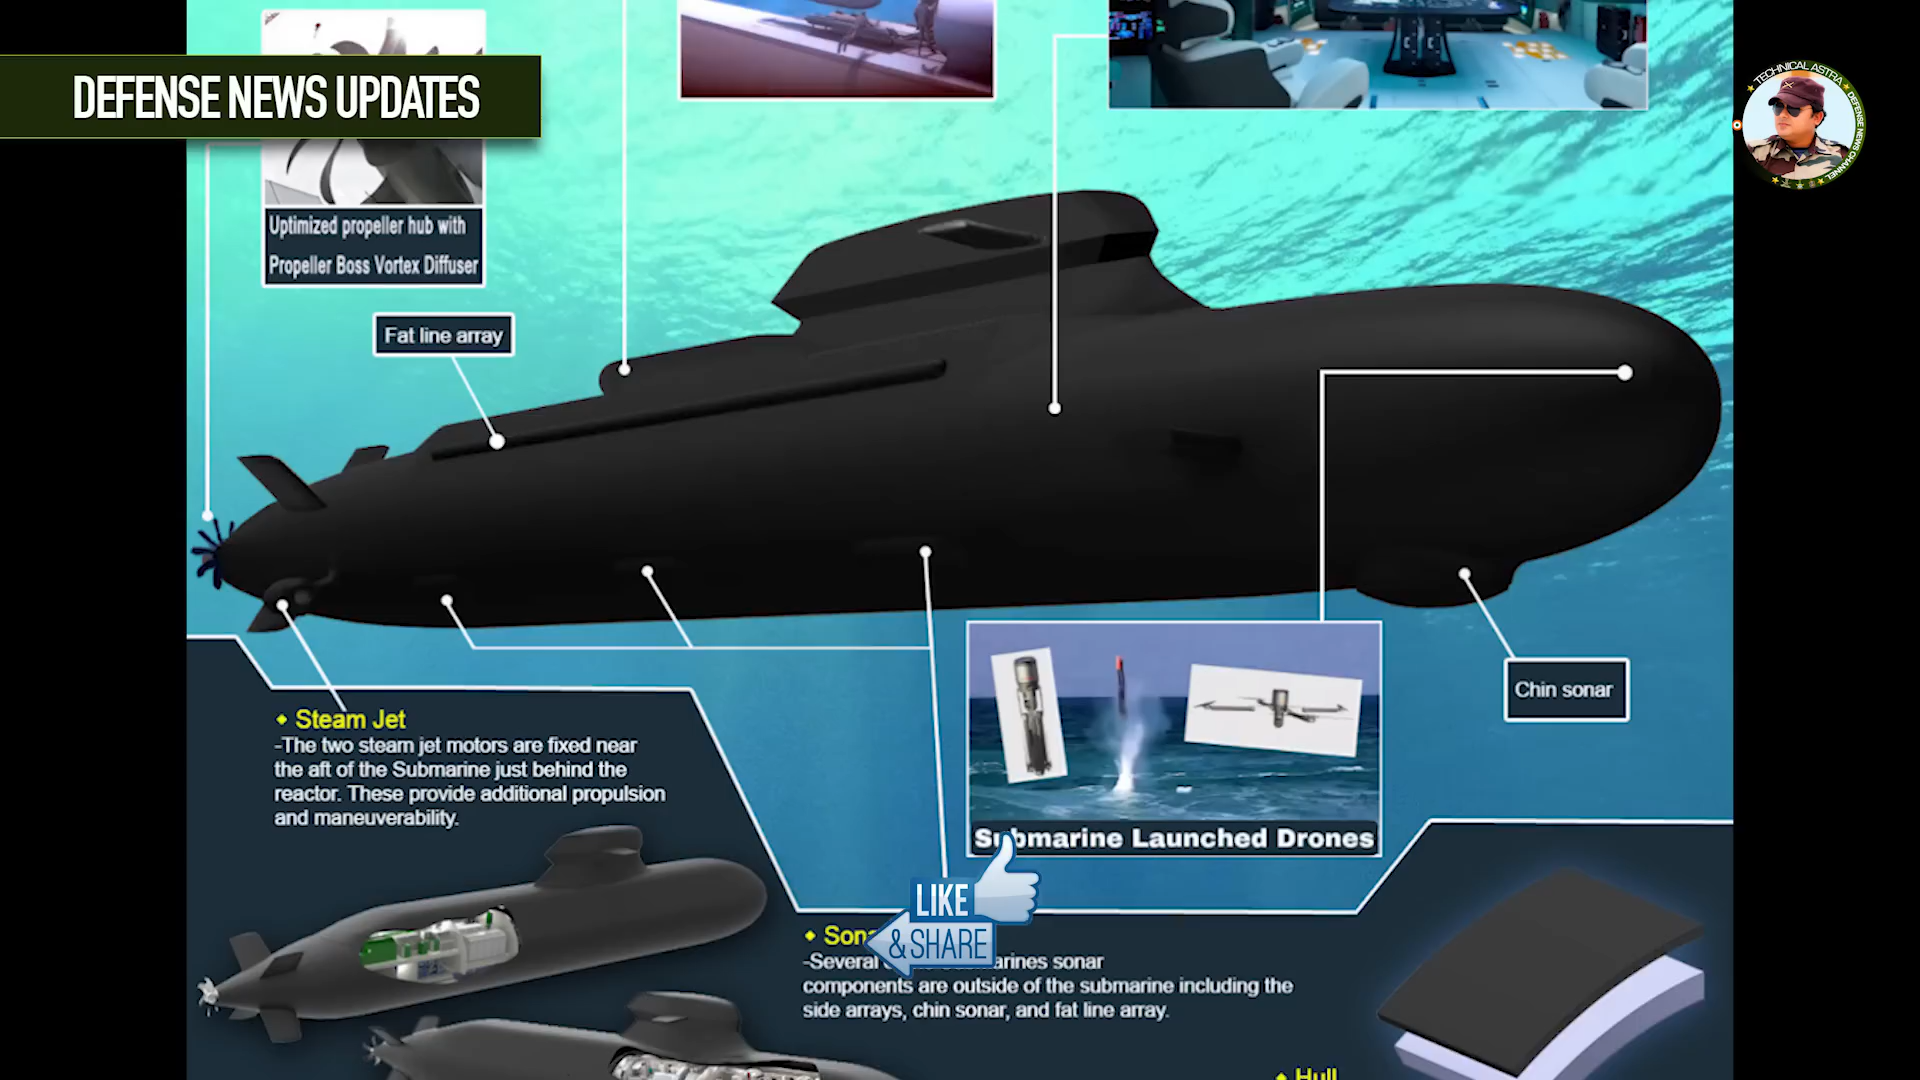 DEFENSE NEWS UPDATES
TECHNICAL ASTRA
DEFENSE NEWS CHANNEL
Uptimized propeller hub with
Propeller Boss Vortex Diffuser
Fat line array
Chin sonar
Steam Jet
-The two steam jet motors are fixed near
the aft of the Submarine just behind the
reactor. These provide additional propulsion
and maneuverability.
Submarine Launched Drones
LIKE
& SHARE
-Several
sonar
components are outside of the submarine including the
side arrays, chin sonar, and fat line array.
Hull